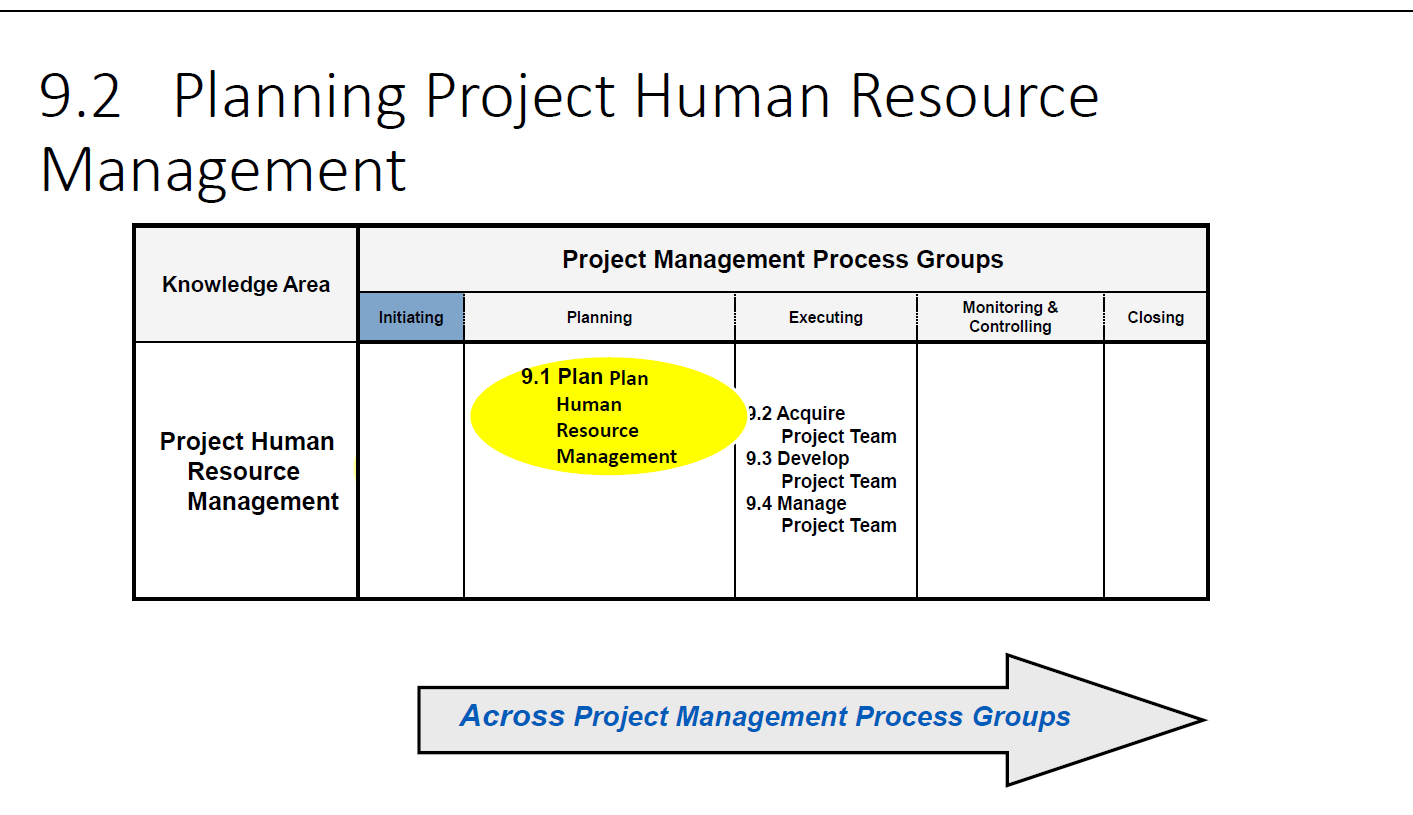 9.2 Planning Project Human Resource
Management
Knowledge Area
Project Management Process Groups
Initiating
Planning
Executing
Monitoring &
Controlling
Closing
Project Human
Resource
Management
9.1 Plan Plan
Human
Resource
Management
9.2 Acquire
Project Team
9.3 Develop
Project Team
9.4 Manage
Project Team
Across Project Management Process Groups